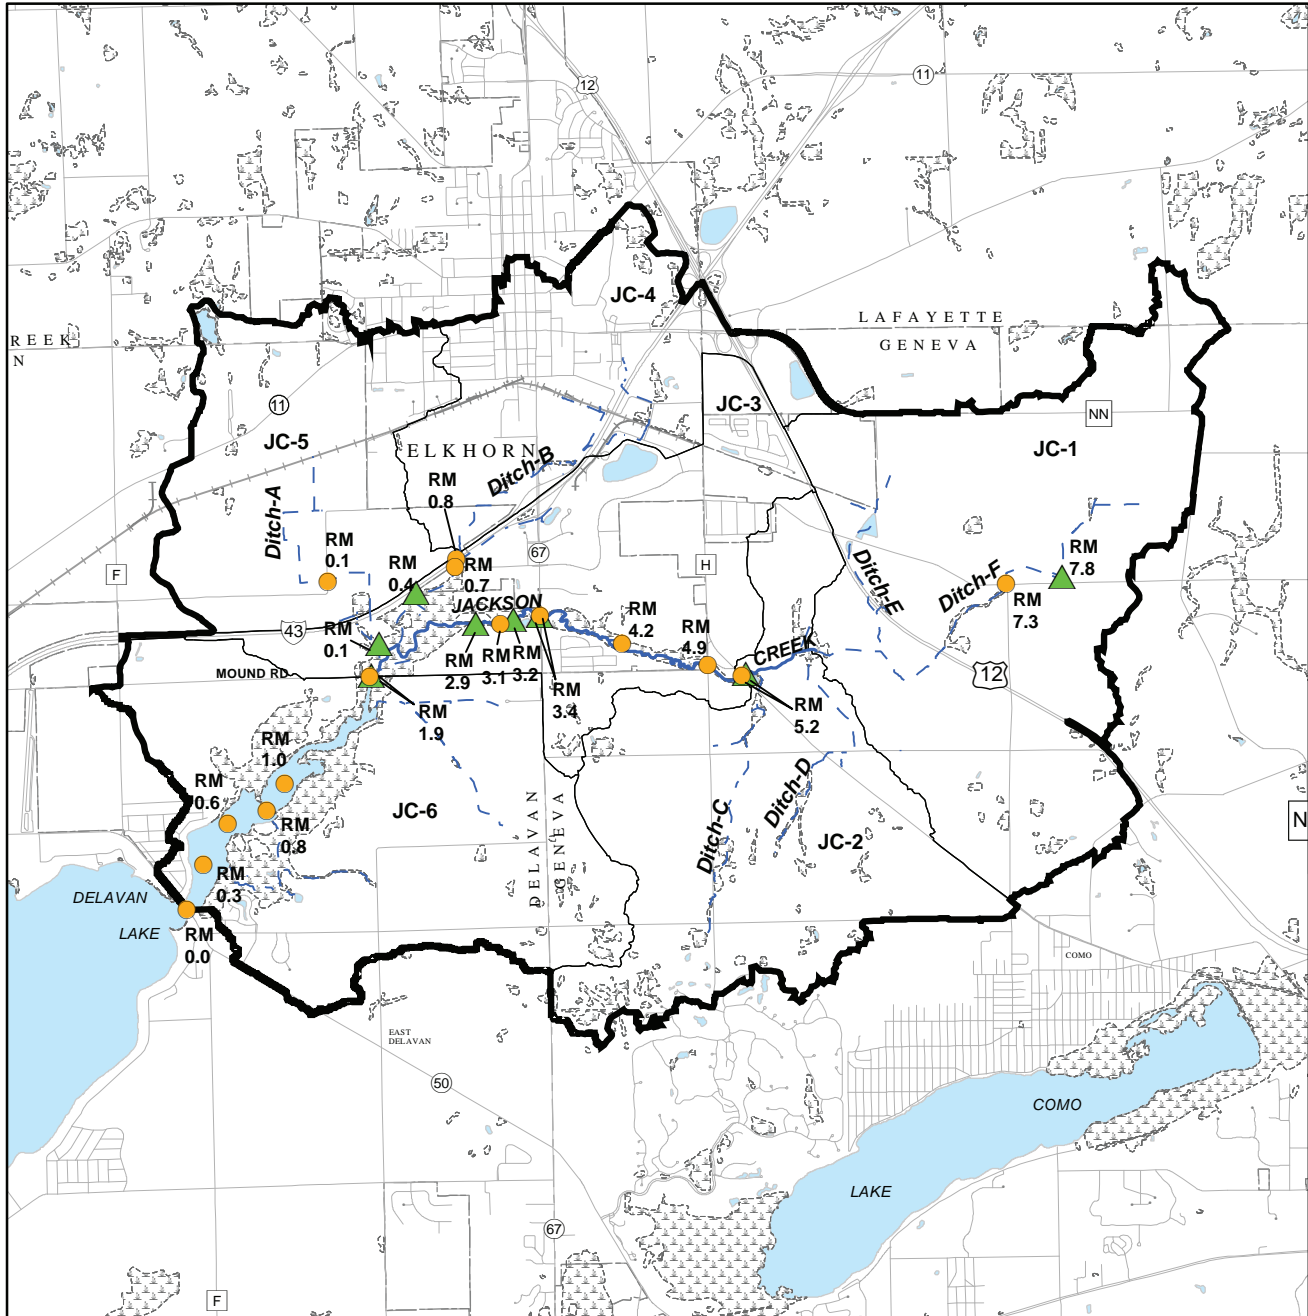 12
11
JC-4
LAFAYETTE
GENEVA
REEK
N
JC-3
11
NN
JC-5
JC-1
ELKHORN
Ditch-B
RM
0.8
Ditch-A
RM
0.1
67
H
F
RM
0.4
RM
0.7
RM
7.8
Ditch-E
Ditch-F
RM
7.3
JACKSON
43
RM
0.1
RM
4.2
RM
4.9
CREEK
MOUND RD
RM
2.9
RM
3.1
RM
3.2
RM
3.4
12
RM
5.2
RM
1.9
RM
1.0
RM
0.6
RM
0.8
JC-6
DELAVAN
GENEVA
Ditch-C
Ditch-D
JC-2
N
RM
0.3
DELAVAN
LAKE
RM
0.0
COMO
EAST
DELAVAN
50
COMO
LAKE
67
F